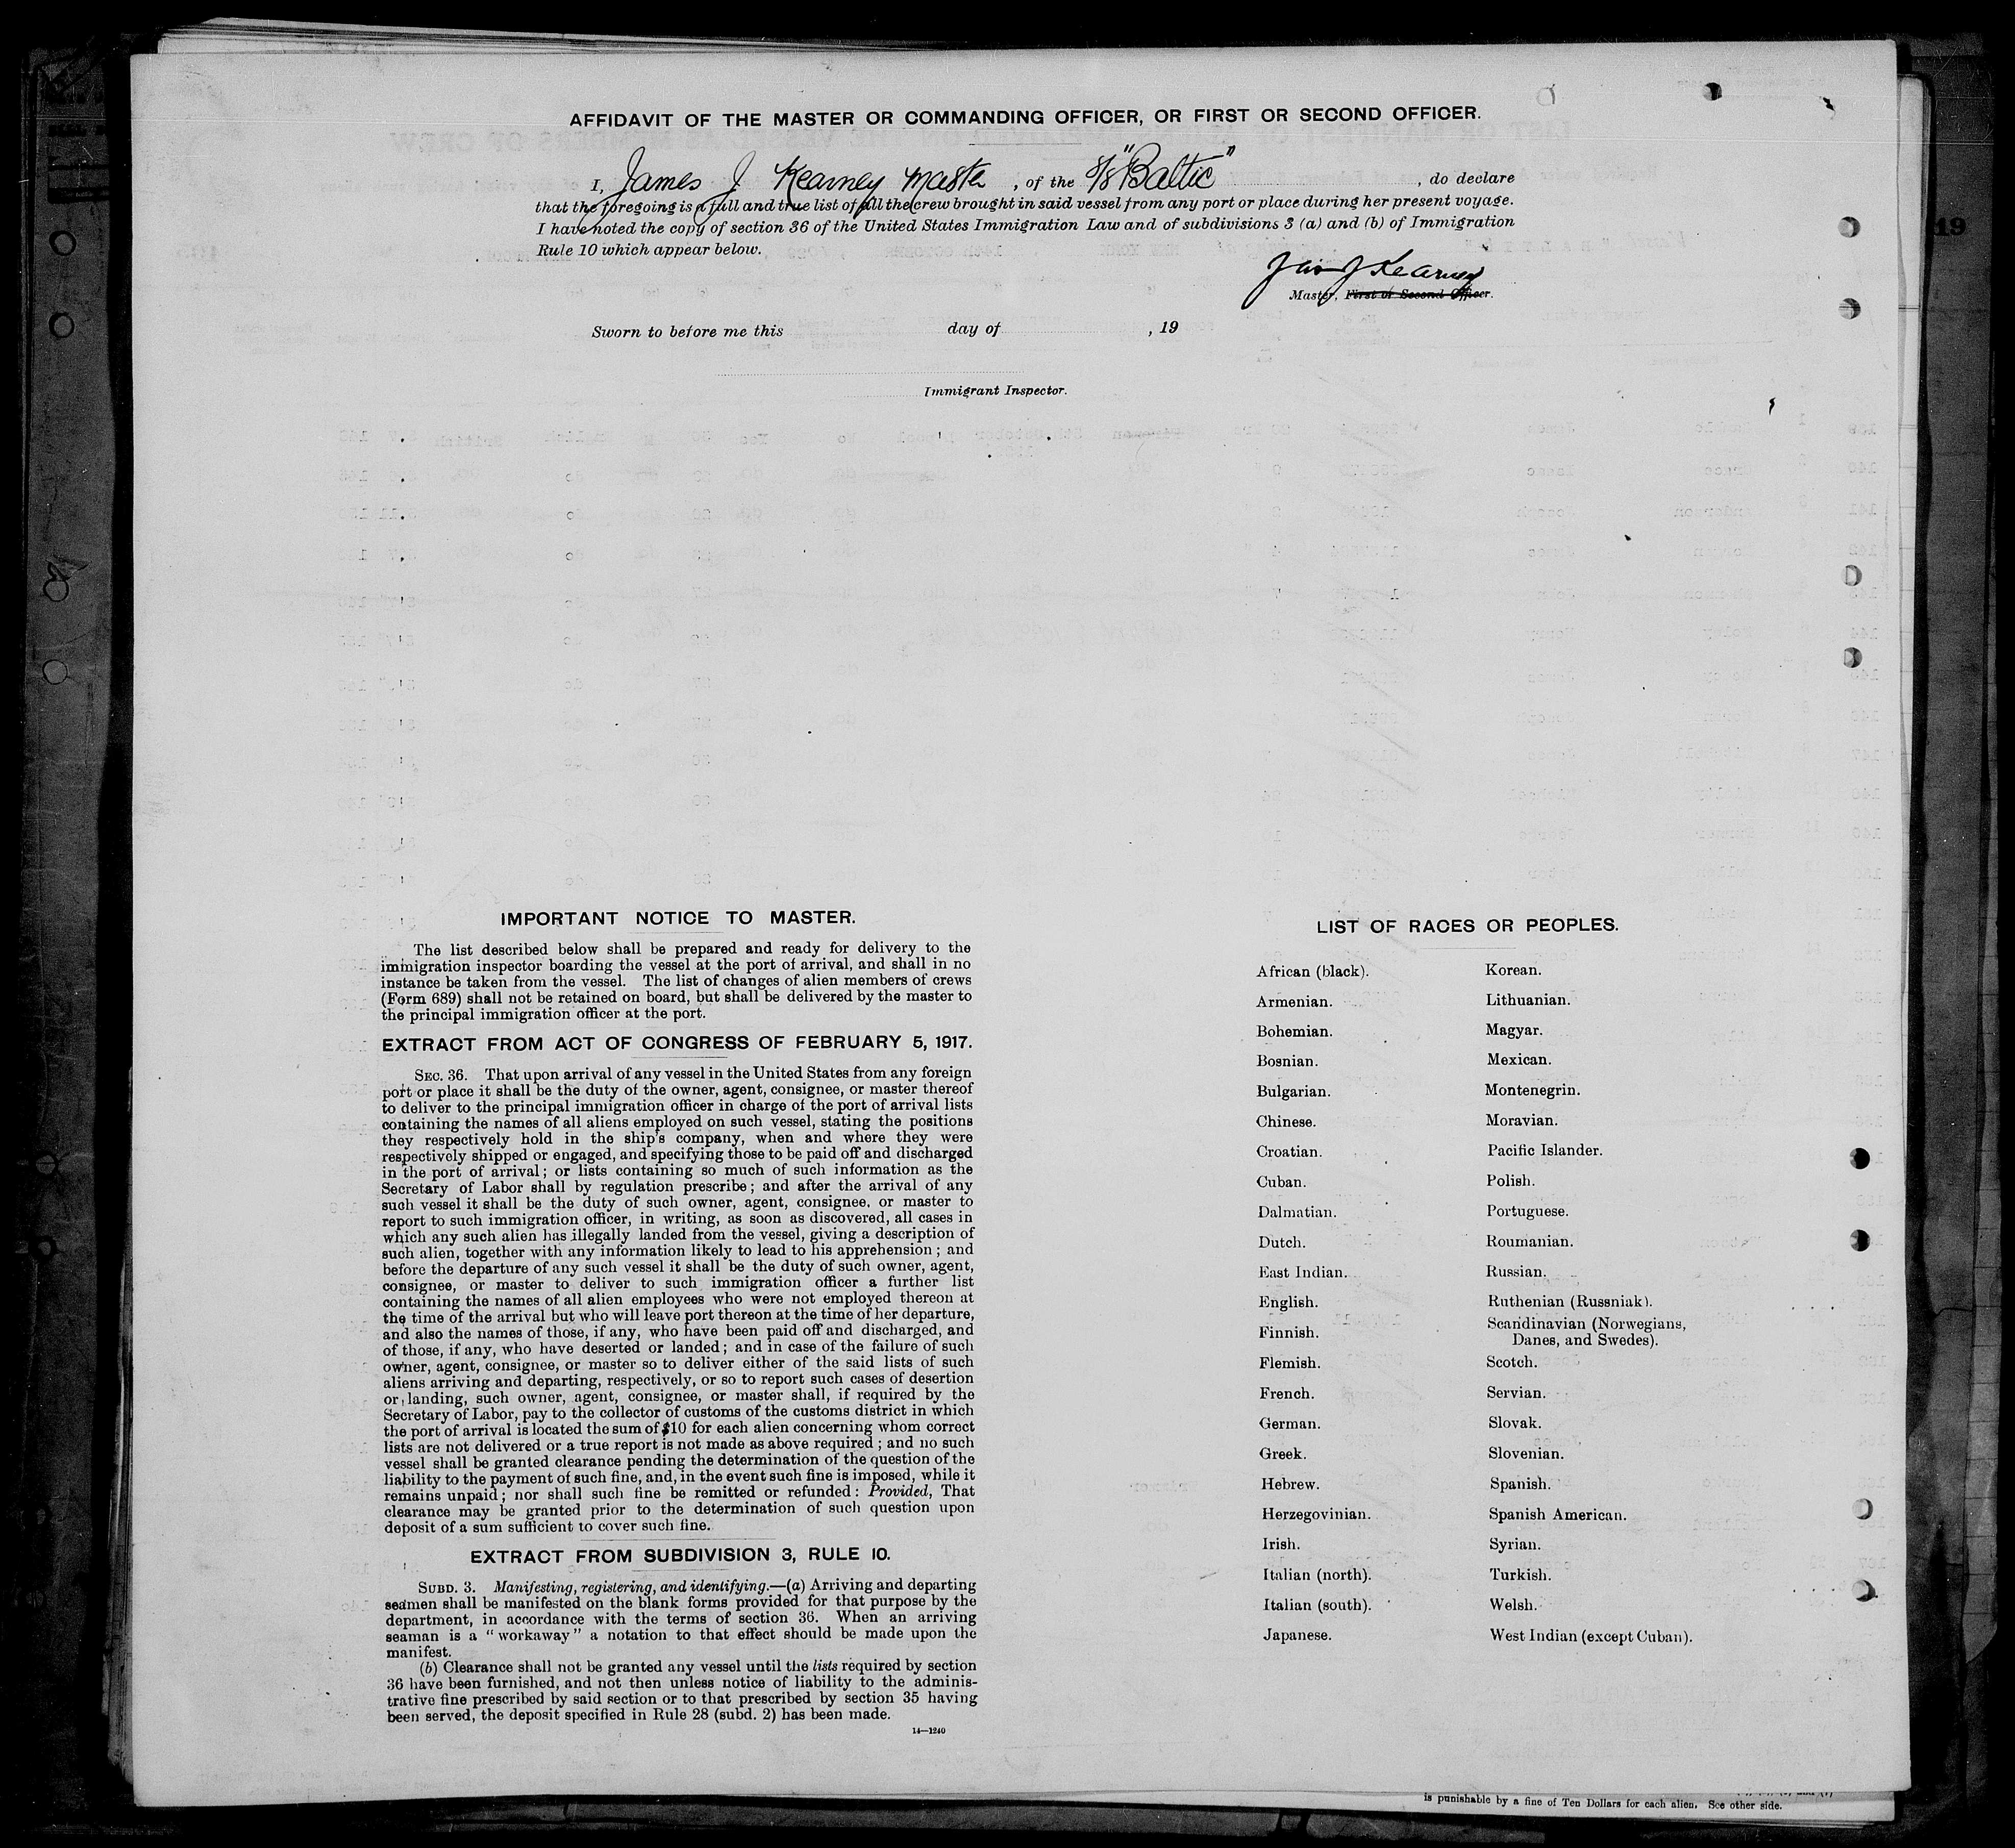 AFFIDAVIT OF THE MASTER OR COMMANDING OFFICER, OR FIRST OR SECOND OFFICER.
I, James J Kearney Master, of the S/S "Baltic", do declare
that the foregoing is a full and true list of all the crew brought in said vessel from any port or place during her present voyage.
I have noted the copy of section 36 of the United States Immigration Law and of subdivisions 3 (a) and (b) of Immigration
Rule 10 which appear below.
Jas J Kearney
Master, First or Second Officer.
Sworn to before me this day of , 19
Immigrant Inspector.
IMPORTANT NOTICE TO MASTER.
The list described below shall be prepared and ready for delivery to the
immigration inspector boarding the vessel at the port of arrival, and shall in no
instance be taken from the vessel. The list of changes of alien members of crews
(Form 689) shall not be retained on board, but shall be delivered by the master to
the principal immigration officer at the port.
EXTRACT FROM ACT OF CONGRESS OF FEBRUARY 5, 1917.
SEC. 36. That upon arrival of any vessel in the United States from any foreign
port or place it shall be the duty of the owner, agent, consignee, or master thereof
to deliver to the principal immigration officer in charge of the port of arrival lists
containing the names of all aliens employed on such vessel, stating the positions
they respectively hold in the ship's company, when and where they were
respectively shipped or engaged, and specifying those to be paid off and discharged
in the port of arrival; or lists containing so much of such information as the
Secretary of Labor shall by regulation prescribe; and after the arrival of any
such vessel it shall be the duty of such owner, agent, consignee, or master to
report to such immigration officer, in writing, as soon as discovered, all cases in
which any such alien has illegally landed from the vessel, giving a description of
such alien, together with any information likely to lead to his apprehension; and
before the departure of any such vessel it shall be the duty of such owner, agent,
consignee, or master to deliver to such immigration officer a further list
containing the names of all alien employees who were not employed thereon at
the time of the arrival but who will leave port thereon at the time of her departure,
and also the names of those, if any, who have been paid off and discharged, and
of those, if any, who have deserted or landed; and in case of the failure of such
owner, agent, consignee, or master so to deliver either of the said lists of such
aliens arriving and departing, respectively, or so to report such cases of desertion
or landing, such owner, agent, consignee, or master shall, if required by the
Secretary of Labor, pay to the collector of customs of the customs district in which
the port of arrival is located the sum of $10 for each alien concerning whom correct
lists are not delivered or a true report is not made as above required; and no such
vessel shall be granted clearance pending the determination of the question of the
liability to the payment of such fine, and, in the event such fine is imposed, while it
remains unpaid; nor shall such fine be remitted or refunded: Provided, That
clearance may be granted prior to the determination of such question upon
deposit of a sum sufficient to cover such fine.
EXTRACT FROM SUBDIVISION 3, RULE 10.
SUBD. 3. Manifesting, registering, and identifying.—(a) Arriving and departing
seamen shall be manifested on the blank forms provided for that purpose by the
department, in accordance with the terms of section 36. When an arriving
seaman is a "workaway" a notation to that effect should be made upon the
manifest.
(b) Clearance shall not be granted any vessel until the lists required by section
36 have been furnished, and not then unless notice of liability to the adminis-
trative fine prescribed by said section or to that prescribed by section 35 having
been served, the deposit specified in Rule 28 (subd. 2) has been made.
14—1240
LIST OF RACES OR PEOPLES.
African (black). Korean.
Armenian. Lithuanian.
Bohemian. Magyar.
Bosnian. Mexican.
Bulgarian. Montenegrin.
Chinese. Moravian.
Croatian. Pacific Islander.
Cuban. Polish.
Dalmatian. Portuguese.
Dutch. Roumanian.
East Indian. Russian.
English. Ruthenian (Russniak).
Finnish. Scandinavian (Norwegians,
Danes, and Swedes).
Flemish. Scotch.
French. Servian.
German. Slovak.
Greek. Slovenian.
Hebrew. Spanish.
Herzegovinian. Spanish American.
Irish. Syrian.
Italian (north). Turkish.
Italian (south). Welsh.
Japanese. West Indian (except Cuban).
is punishable by a fine of Ten Dollars for each alien. See other side.
19